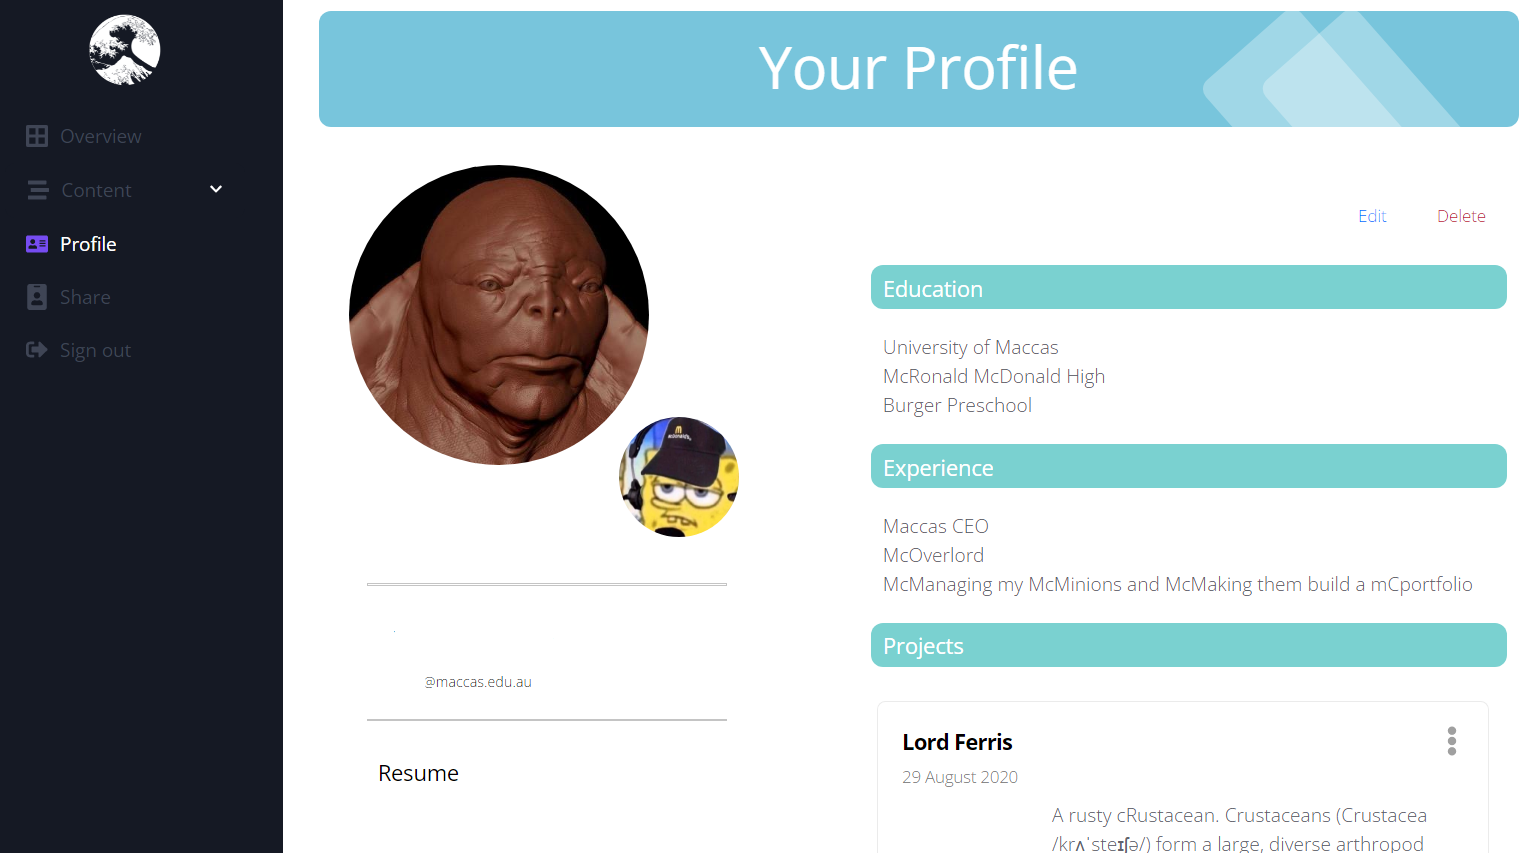 Your Profile
Overview
Content
Profile
Share
Sign out
Edit
Delete
Education
University of Maccas
McRonald McDonald High
Burger Preschool
Experience
Maccas CEO
McOverlord
McManaging my McMinions and McMaking them build a mCportfolio
@maccas.edu.au
Resume
Projects
Lord Ferris
29 August 2020
A rusty cRustacean. Crustaceans (Crustacea
/krʌˈsteɪʃə/) form a large, diverse arthropod